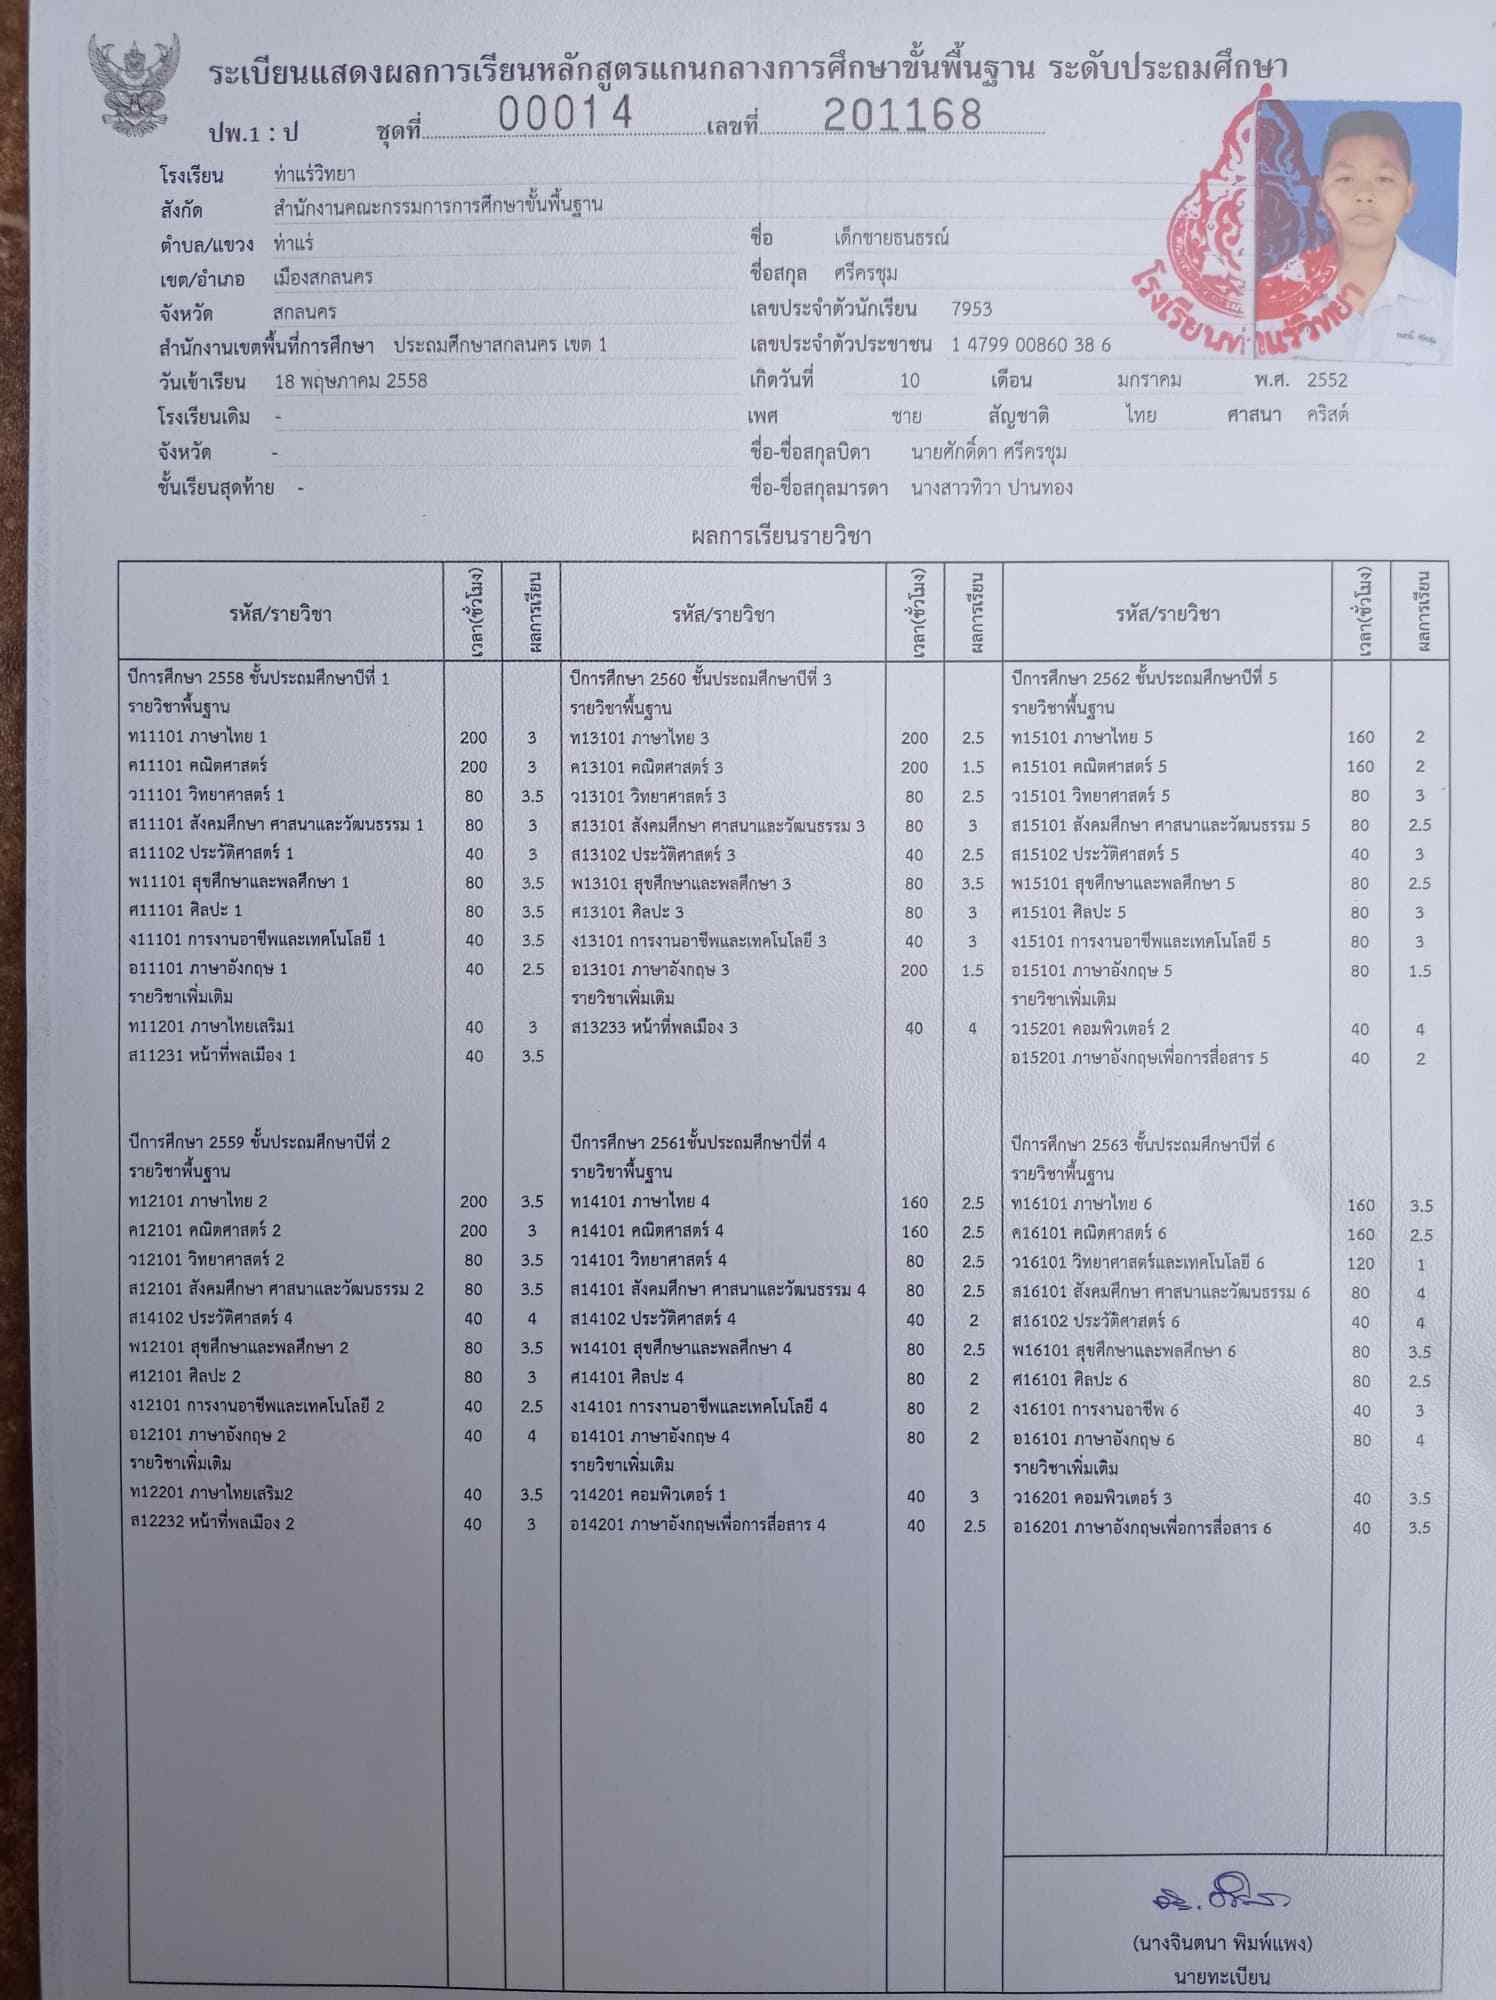 ระเบียนแสดงผลการเรียนหลักสูตรแกนกลางการศึกษาขั้นพื้นฐาน ระดับประถมศึกษา
ปพ.1 : ป ชุดที่ 00014 เลขที่ 201168
โรงเรียน ท่าแร่วิทยา
สังกัด สำนักงานคณะกรรมการการศึกษาขั้นพื้นฐาน
ตำบล/แขวง ท่าแร่
เขต/อำเภอ เมืองสกลนคร
จังหวัด สกลนคร
สำนักงานเขตพื้นที่การศึกษา ประถมศึกษาสกลนคร เขต 1
วันเข้าเรียน 18 พฤษภาคม 2558
โรงเรียนเดิม -
จังหวัด -
ชั้นเรียนสุดท้าย -
ชื่อ เด็กชายธนธรณ์
ชื่อสกุล ศรีครชุม
เลขประจำตัวนักเรียน 7953
เลขประจำตัวประชาชน 1 4799 00860 38 6
เกิดวันที่ 10 เดือน มกราคม พ.ศ. 2552
เพศ ชาย สัญชาติ ไทย ศาสนา คริสต์
ชื่อ-ชื่อสกุลบิดา นายศักดิ์ดา ศรีครชุม
ชื่อ-ชื่อสกุลมารดา นางสาวทิวา ปานทอง
โรงเรียนท่าแร่วิทยา
ผลการเรียนรายวิชา
รหัส/รายวิชา เวลา(ชั่วโมง) ผลการเรียน
ปีการศึกษา 2558 ชั้นประถมศึกษาปีที่ 1
รายวิชาพื้นฐาน
ท11101 ภาษาไทย 1 200 3
ค11101 คณิตศาสตร์ 200 3
ว11101 วิทยาศาสตร์ 1 80 3.5
ส11101 สังคมศึกษา ศาสนาและวัฒนธรรม 1 80 3
ส11102 ประวัติศาสตร์ 1 40 3
พ11101 สุขศึกษาและพลศึกษา 1 80 3.5
ศ11101 ศิลปะ 1 80 3.5
ง11101 การงานอาชีพและเทคโนโลยี 1 40 3.5
อ11101 ภาษาอังกฤษ 1 40 2.5
รายวิชาเพิ่มเติม
ท11201 ภาษาไทยเสริม1 40 3
ส11231 หน้าที่พลเมือง 1 40 3.5
ปีการศึกษา 2559 ชั้นประถมศึกษาปีที่ 2
รายวิชาพื้นฐาน
ท12101 ภาษาไทย 2 200 3.5
ค12101 คณิตศาสตร์ 2 200 3
ว12101 วิทยาศาสตร์ 2 80 3.5
ส12101 สังคมศึกษา ศาสนาและวัฒนธรรม 2 80 3.5
ส14102 ประวัติศาสตร์ 4 40 4
พ12101 สุขศึกษาและพลศึกษา 2 80 3.5
ศ12101 ศิลปะ 2 80 3
ง12101 การงานอาชีพและเทคโนโลยี 2 40 2.5
อ12101 ภาษาอังกฤษ 2 40 4
รายวิชาเพิ่มเติม
ท12201 ภาษาไทยเสริม2 40 3.5
ส12232 หน้าที่พลเมือง 2 40 3
รหัส/รายวิชา เวลา(ชั่วโมง) ผลการเรียน
ปีการศึกษา 2560 ชั้นประถมศึกษาปีที่ 3
รายวิชาพื้นฐาน
ท13101 ภาษาไทย 3 200 2.5
ค13101 คณิตศาสตร์ 3 200 1.5
ว13101 วิทยาศาสตร์ 3 80 2.5
ส13101 สังคมศึกษา ศาสนาและวัฒนธรรม 3 80 3
ส13102 ประวัติศาสตร์ 3 40 2.5
พ13101 สุขศึกษาและพลศึกษา 3 80 3.5
ศ13101 ศิลปะ 3 80 3
ง13101 การงานอาชีพและเทคโนโลยี 3 40 3
อ13101 ภาษาอังกฤษ 3 200 1.5
รายวิชาเพิ่มเติม
ส13233 หน้าที่พลเมือง 3 40 4
ปีการศึกษา 2561ชั้นประถมศึกษาปีที่ 4
รายวิชาพื้นฐาน
ท14101 ภาษาไทย 4 160 2.5
ค14101 คณิตศาสตร์ 4 160 2.5
ว14101 วิทยาศาสตร์ 4 80 2.5
ส14101 สังคมศึกษา ศาสนาและวัฒนธรรม 4 80 2.5
ส14102 ประวัติศาสตร์ 4 40 2
พ14101 สุขศึกษาและพลศึกษา 4 80 2.5
ศ14101 ศิลปะ 4 80 2
ง14101 การงานอาชีพและเทคโนโลยี 4 80 2
อ14101 ภาษาอังกฤษ 4 80 2
รายวิชาเพิ่มเติม
ว14201 คอมพิวเตอร์ 1 40 3
อ14201 ภาษาอังกฤษเพื่อการสื่อสาร 4 40 2.5
รหัส/รายวิชา เวลา(ชั่วโมง) ผลการเรียน
ปีการศึกษา 2562 ชั้นประถมศึกษาปีที่ 5
รายวิชาพื้นฐาน
ท15101 ภาษาไทย 5 160 2
ค15101 คณิตศาสตร์ 5 160 2
ว15101 วิทยาศาสตร์ 5 80 3
ส15101 สังคมศึกษา ศาสนาและวัฒนธรรม 5 80 2.5
ส15102 ประวัติศาสตร์ 5 40 3
พ15101 สุขศึกษาและพลศึกษา 5 80 2.5
ศ15101 ศิลปะ 5 80 3
ง15101 การงานอาชีพและเทคโนโลยี 5 80 3
อ15101 ภาษาอังกฤษ 5 80 1.5
รายวิชาเพิ่มเติม
ว15201 คอมพิวเตอร์ 2 40 4
อ15201 ภาษาอังกฤษเพื่อการสื่อสาร 5 40 2
ปีการศึกษา 2563 ชั้นประถมศึกษาปีที่ 6
รายวิชาพื้นฐาน
ท16101 ภาษาไทย 6 160 3.5
ค16101 คณิตศาสตร์ 6 160 2.5
ว16101 วิทยาศาสตร์และเทคโนโลยี 6 120 1
ส16101 สังคมศึกษา ศาสนาและวัฒนธรรม 6 80 4
ส16102 ประวัติศาสตร์ 6 40 4
พ16101 สุขศึกษาและพลศึกษา 6 80 3.5
ศ16101 ศิลปะ 6 80 2.5
ง16101 การงานอาชีพ 6 40 3
อ16101 ภาษาอังกฤษ 6 80 4
รายวิชาเพิ่มเติม
ว16201 คอมพิวเตอร์ 3 40 3.5
อ16201 ภาษาอังกฤษเพื่อการสื่อสาร 6 40 3.5
(นางจินตนา พิมพ์แพง)
นายทะเบียน